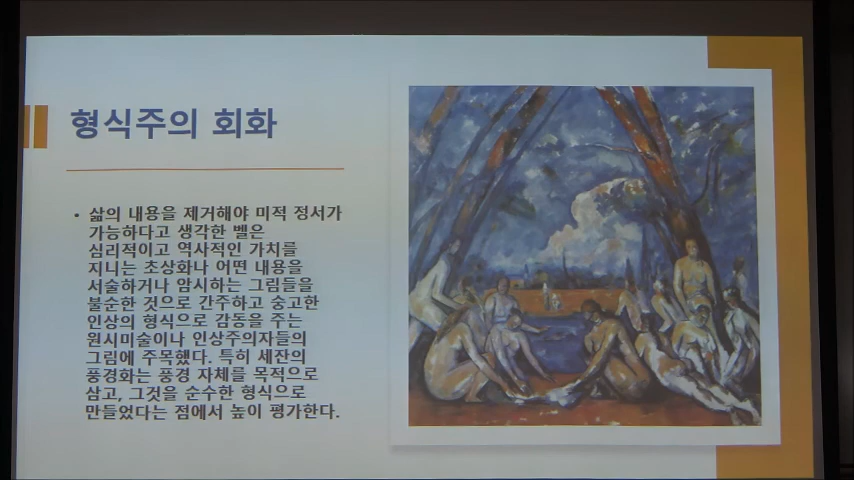 형식주의 회화
• 삶의 내용을 제거해야 미적 정서가
가능하다고 생각한 벨은
심리적이고 역사적인 가치를
지니는 초상화나 어떤 내용을
서술하거나 암시하는 그림들을
불순한 것으로 간주하고 숭고한
인상의 형식으로 감동을 주는
원시미술이나 인상주의자들의
그림에 주목했다. 특히 세잔의
풍경화는 풍경 자체를 목적으로
삼고, 그것을 순수한 형식으로
만들었다는 점에서 높이 평가한다.